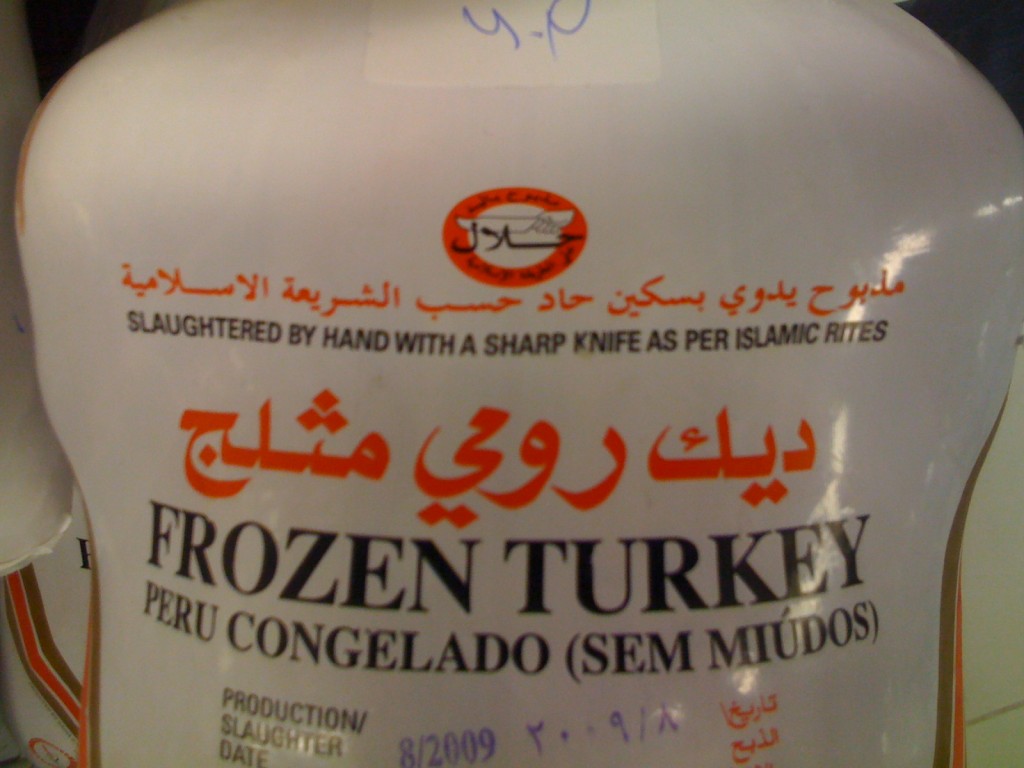 حلال
مذبوح يدوي بسكين حاد حسب الشريعة الاسلامية
SLAUGHTERED BY HAND WITH A SHARP KNIFE AS PER ISLAMIC RITES
ديك رومي مثلج
FROZEN TURKEY
PERU CONGELADO (SEM MIÚDOS)
PRODUCTION/
SLAUGHTER
DATE
8/2009 ٢٠٠٩/٨
تاريخ
الذبح